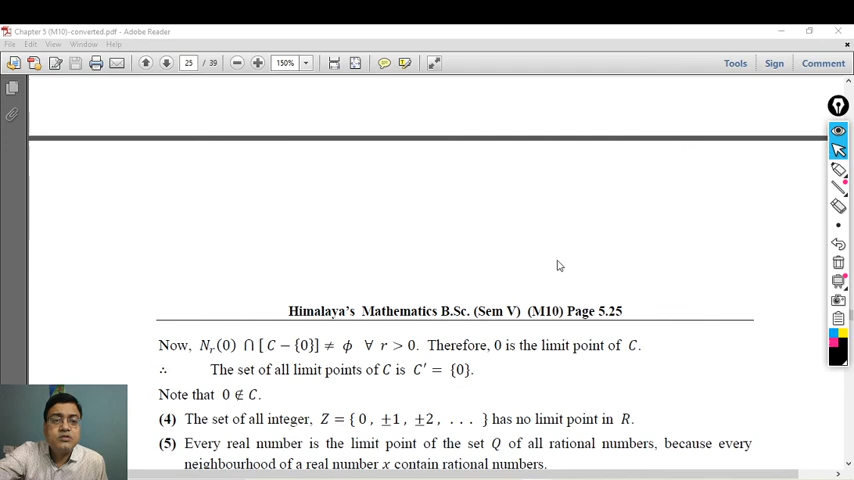 Chapter 5 (M10)-converted.pdf - Adobe Reader
File Edit View Window Help
25 / 39 150% Tools Sign Comment
Himalaya's Mathematics B.Sc. (Sem V) (M10) Page 5.25
Now, 𝑁ᵣ(0) ∩ [ 𝐶 − {0}] ≠ 𝜙 ∀ 𝑟 > 0. Therefore, 0 is the limit point of 𝐶.
∴ The set of all limit points of 𝐶 is 𝐶′ = {0}.
Note that 0 ∉ 𝐶.
(4) The set of all integer, 𝑍 = { 0, ±1, ±2, . . . } has no limit point in 𝑅.
(5) Every real number is the limit point of the set 𝑄 of all rational numbers, because every
neighbourhood of a real number 𝑥 contain rational numbers.